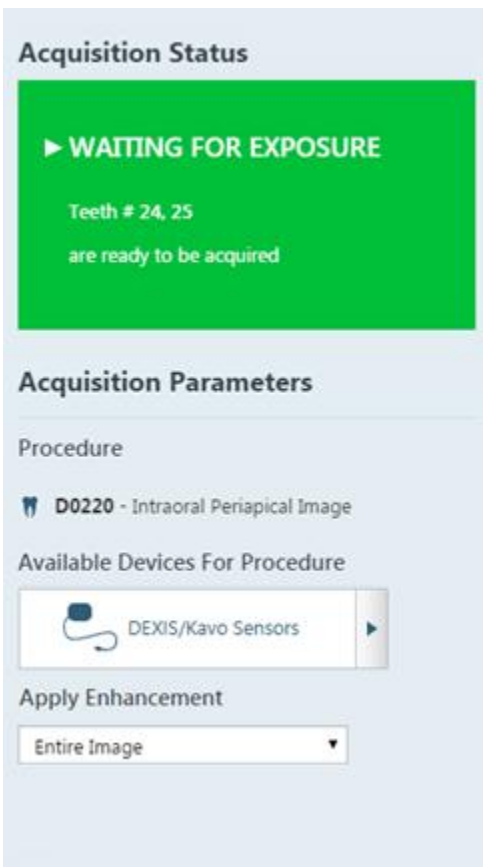 Acquisition Status
▶ WAITING FOR EXPOSURE
Teeth # 24, 25
are ready to be acquired
Acquisition Parameters
Procedure
D0220 - Intraoral Periapical Image
Available Devices For Procedure
DEXIS/Kavo Sensors
Apply Enhancement
Entire Image